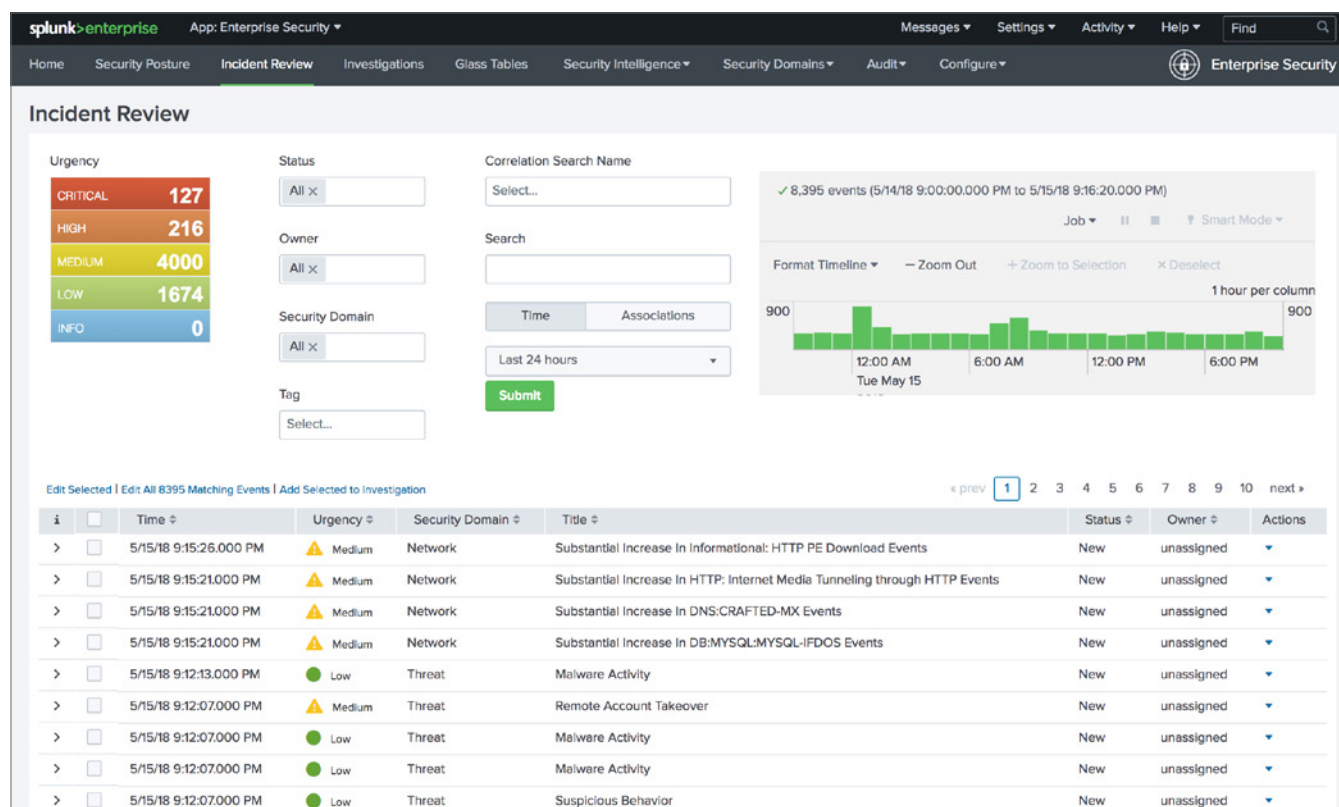 splunk>enterprise App: Enterprise Security Messages Settings Activity Help Find
Home Security Posture Incident Review Investigations Glass Tables Security Intelligence Security Domains Audit Configure Enterprise Security
Incident Review
Urgency
CRITICAL 127
HIGH 216
MEDIUM 4000
LOW 1674
INFO 0
Status
All ×
Owner
All ×
Security Domain
All ×
Tag
Select...
Correlation Search Name
Select...
Search
Time Associations
Last 24 hours
Submit
✓ 8,395 events (5/14/18 9:00:00.000 PM to 5/15/18 9:16:20.000 PM)
Job Smart Mode
Format Timeline — Zoom Out + Zoom to Selection × Deselect
1 hour per column
900 900
12:00 AM 6:00 AM 12:00 PM 6:00 PM
Tue May 15
Edit Selected | Edit All 8395 Matching Events | Add Selected to Investigation
« prev 1 2 3 4 5 6 7 8 9 10 next »
i Time Urgency Security Domain Title Status Owner Actions
> 5/15/18 9:15:26.000 PM Medium Network Substantial Increase In Informational: HTTP PE Download Events New unassigned
> 5/15/18 9:15:21.000 PM Medium Network Substantial Increase In HTTP: Internet Media Tunneling through HTTP Events New unassigned
> 5/15/18 9:15:21.000 PM Medium Network Substantial Increase In DNS:CRAFTED-MX Events New unassigned
> 5/15/18 9:15:21.000 PM Medium Network Substantial Increase In DB:MYSQL:MYSQL-IFDOS Events New unassigned
> 5/15/18 9:12:13.000 PM Low Threat Malware Activity New unassigned
> 5/15/18 9:12:07.000 PM Medium Threat Remote Account Takeover New unassigned
> 5/15/18 9:12:07.000 PM Low Threat Malware Activity New unassigned
> 5/15/18 9:12:07.000 PM Low Threat Malware Activity New unassigned
> 5/15/18 9:12:07.000 PM Low Threat Suspicious Behavior New unassigned